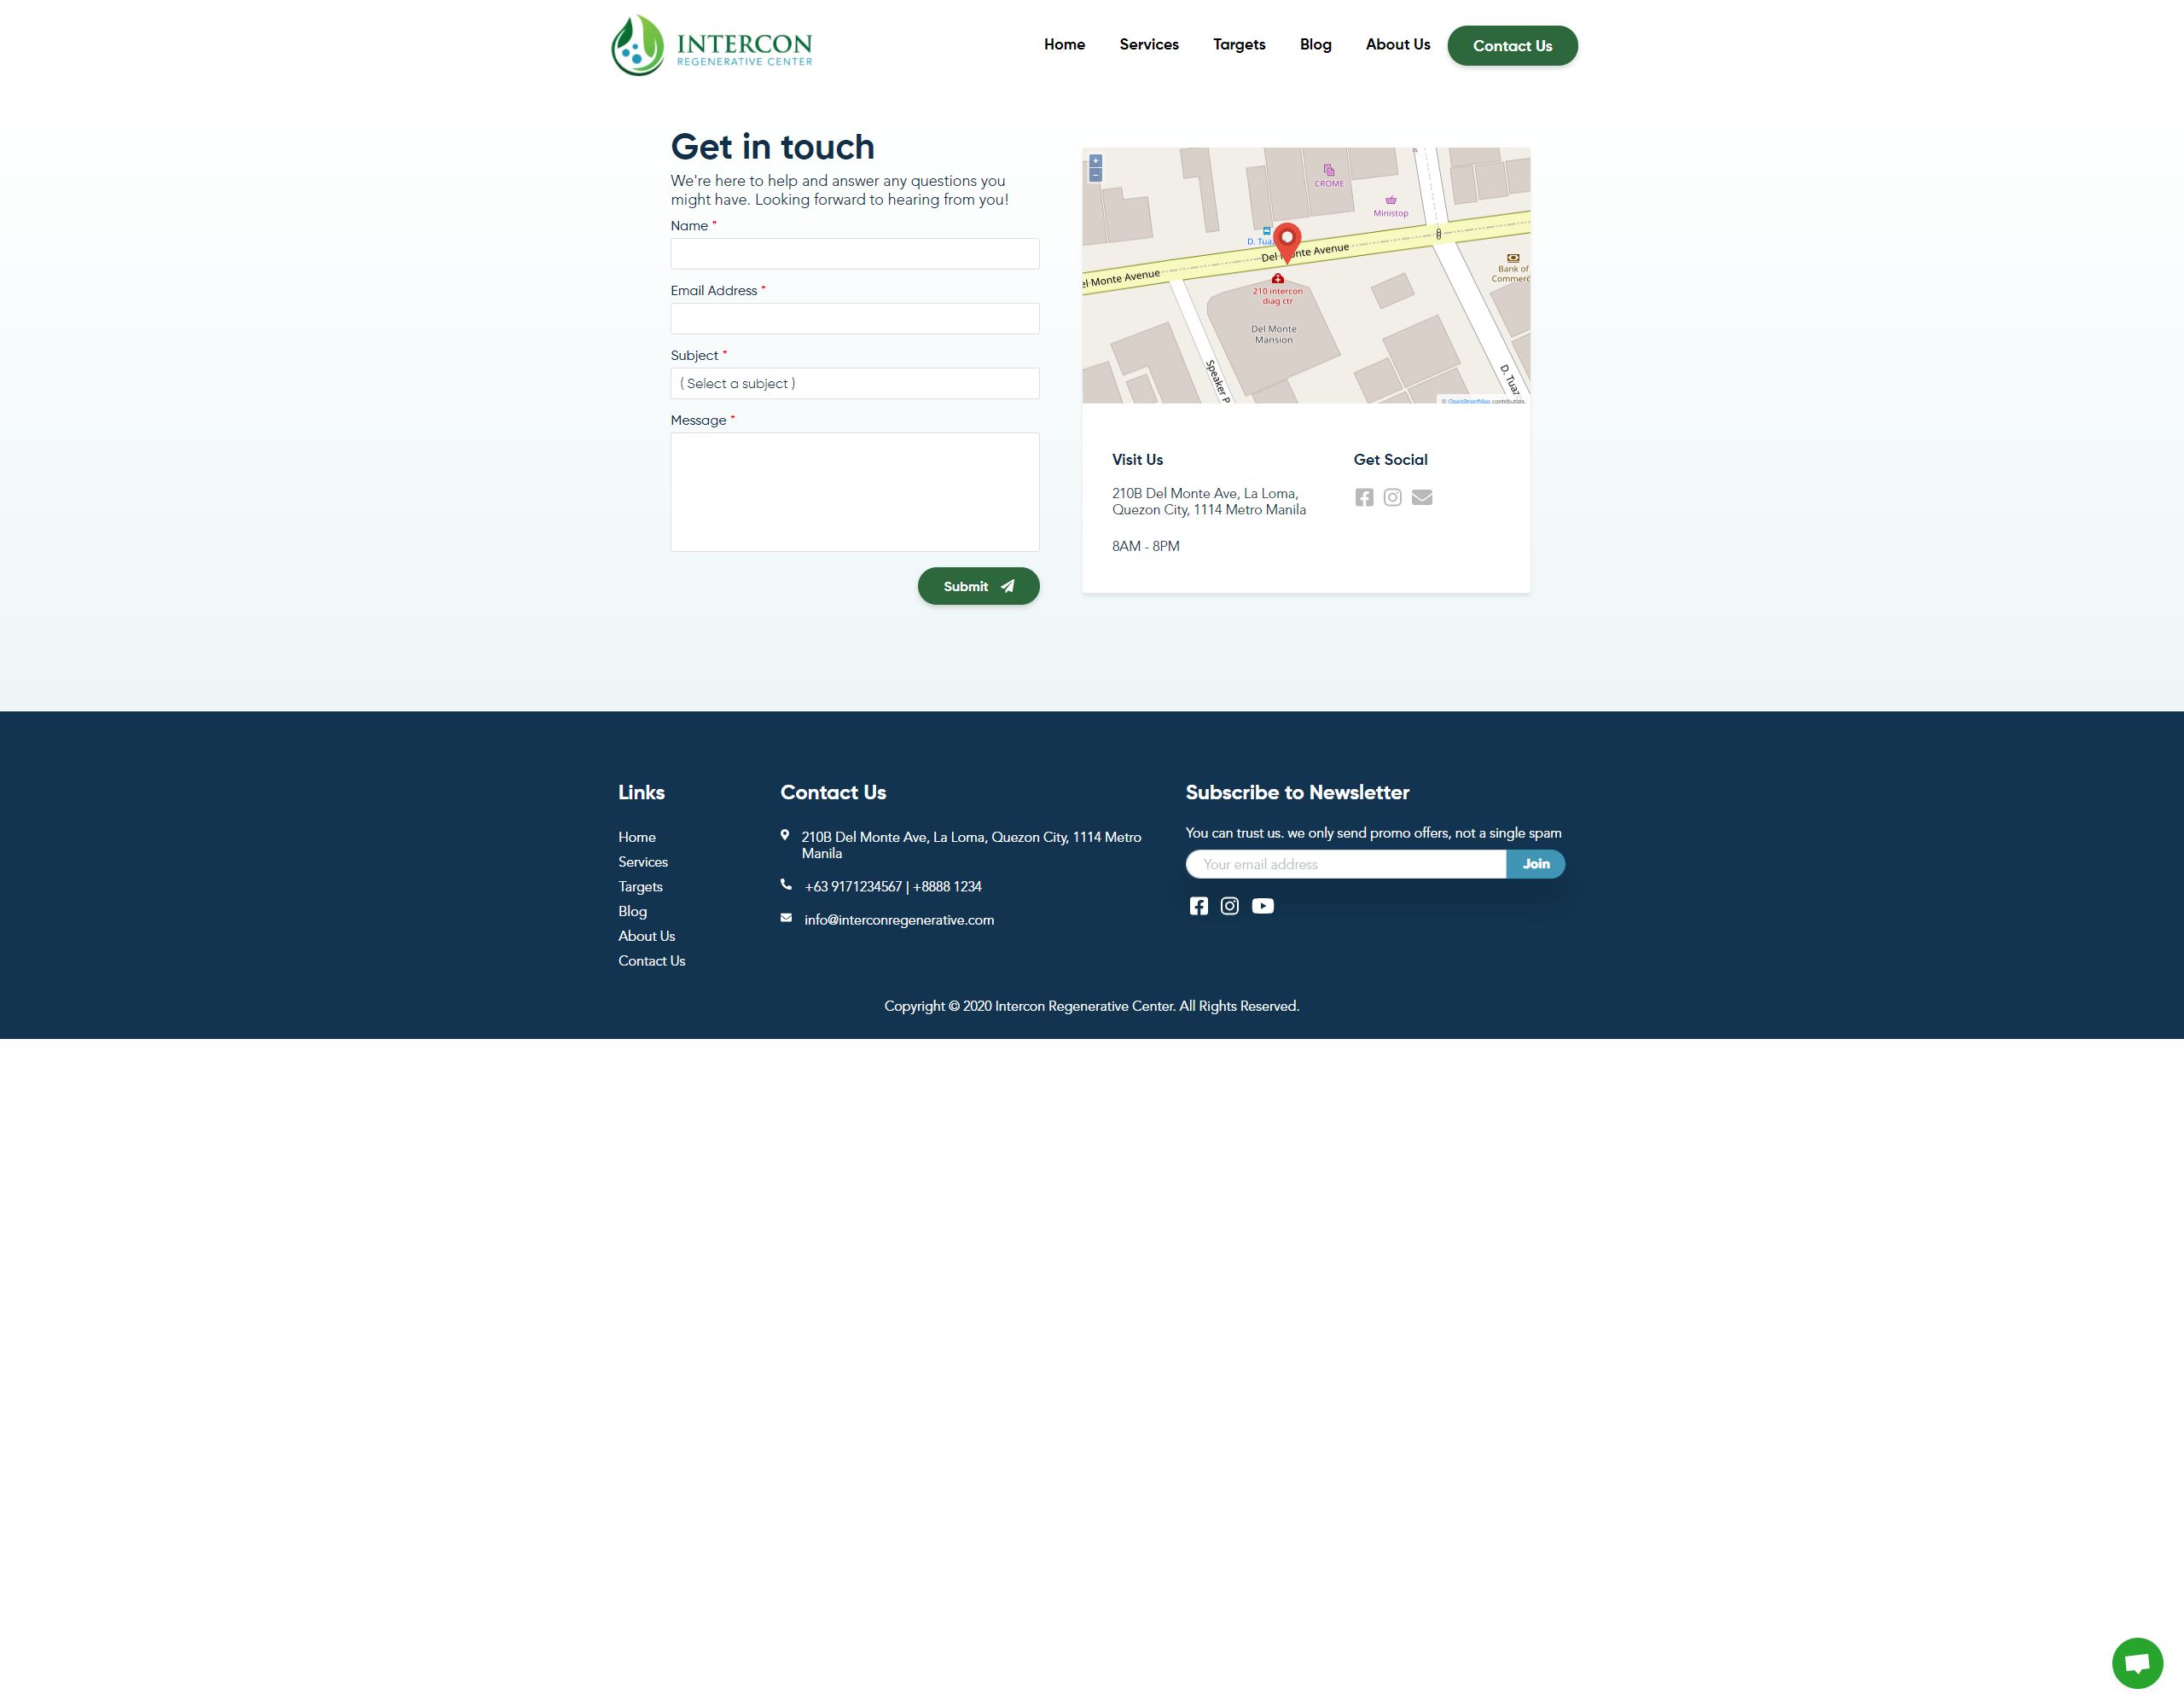 INTERCON
REGENERATIVE CENTER
Home
Services
Targets
Blog
About Us
Contact Us
Get in touch
We're here to help and answer any questions you
might have. Looking forward to hearing from you!
Name *
Email Address *
Subject *
( Select a subject )
Message *
Submit
+
−
CROME
Ministop
D. Tua
Del Monte Avenue
el Monte Avenue
Bank of
Commerc
210 intercon
diag ctr
Del Monte
Mansion
Speaker P
D. Tuaz
© OpenStreetMap contributors.
Visit Us
210B Del Monte Ave, La Loma,
Quezon City, 1114 Metro Manila
8AM - 8PM
Get Social
Links
Home
Services
Targets
Blog
About Us
Contact Us
Contact Us
210B Del Monte Ave, La Loma, Quezon City, 1114 Metro
Manila
+63 9171234567 | +8888 1234
info@interconregenerative.com
Subscribe to Newsletter
You can trust us. we only send promo offers, not a single spam
Your email address
Join
Copyright © 2020 Intercon Regenerative Center. All Rights Reserved.